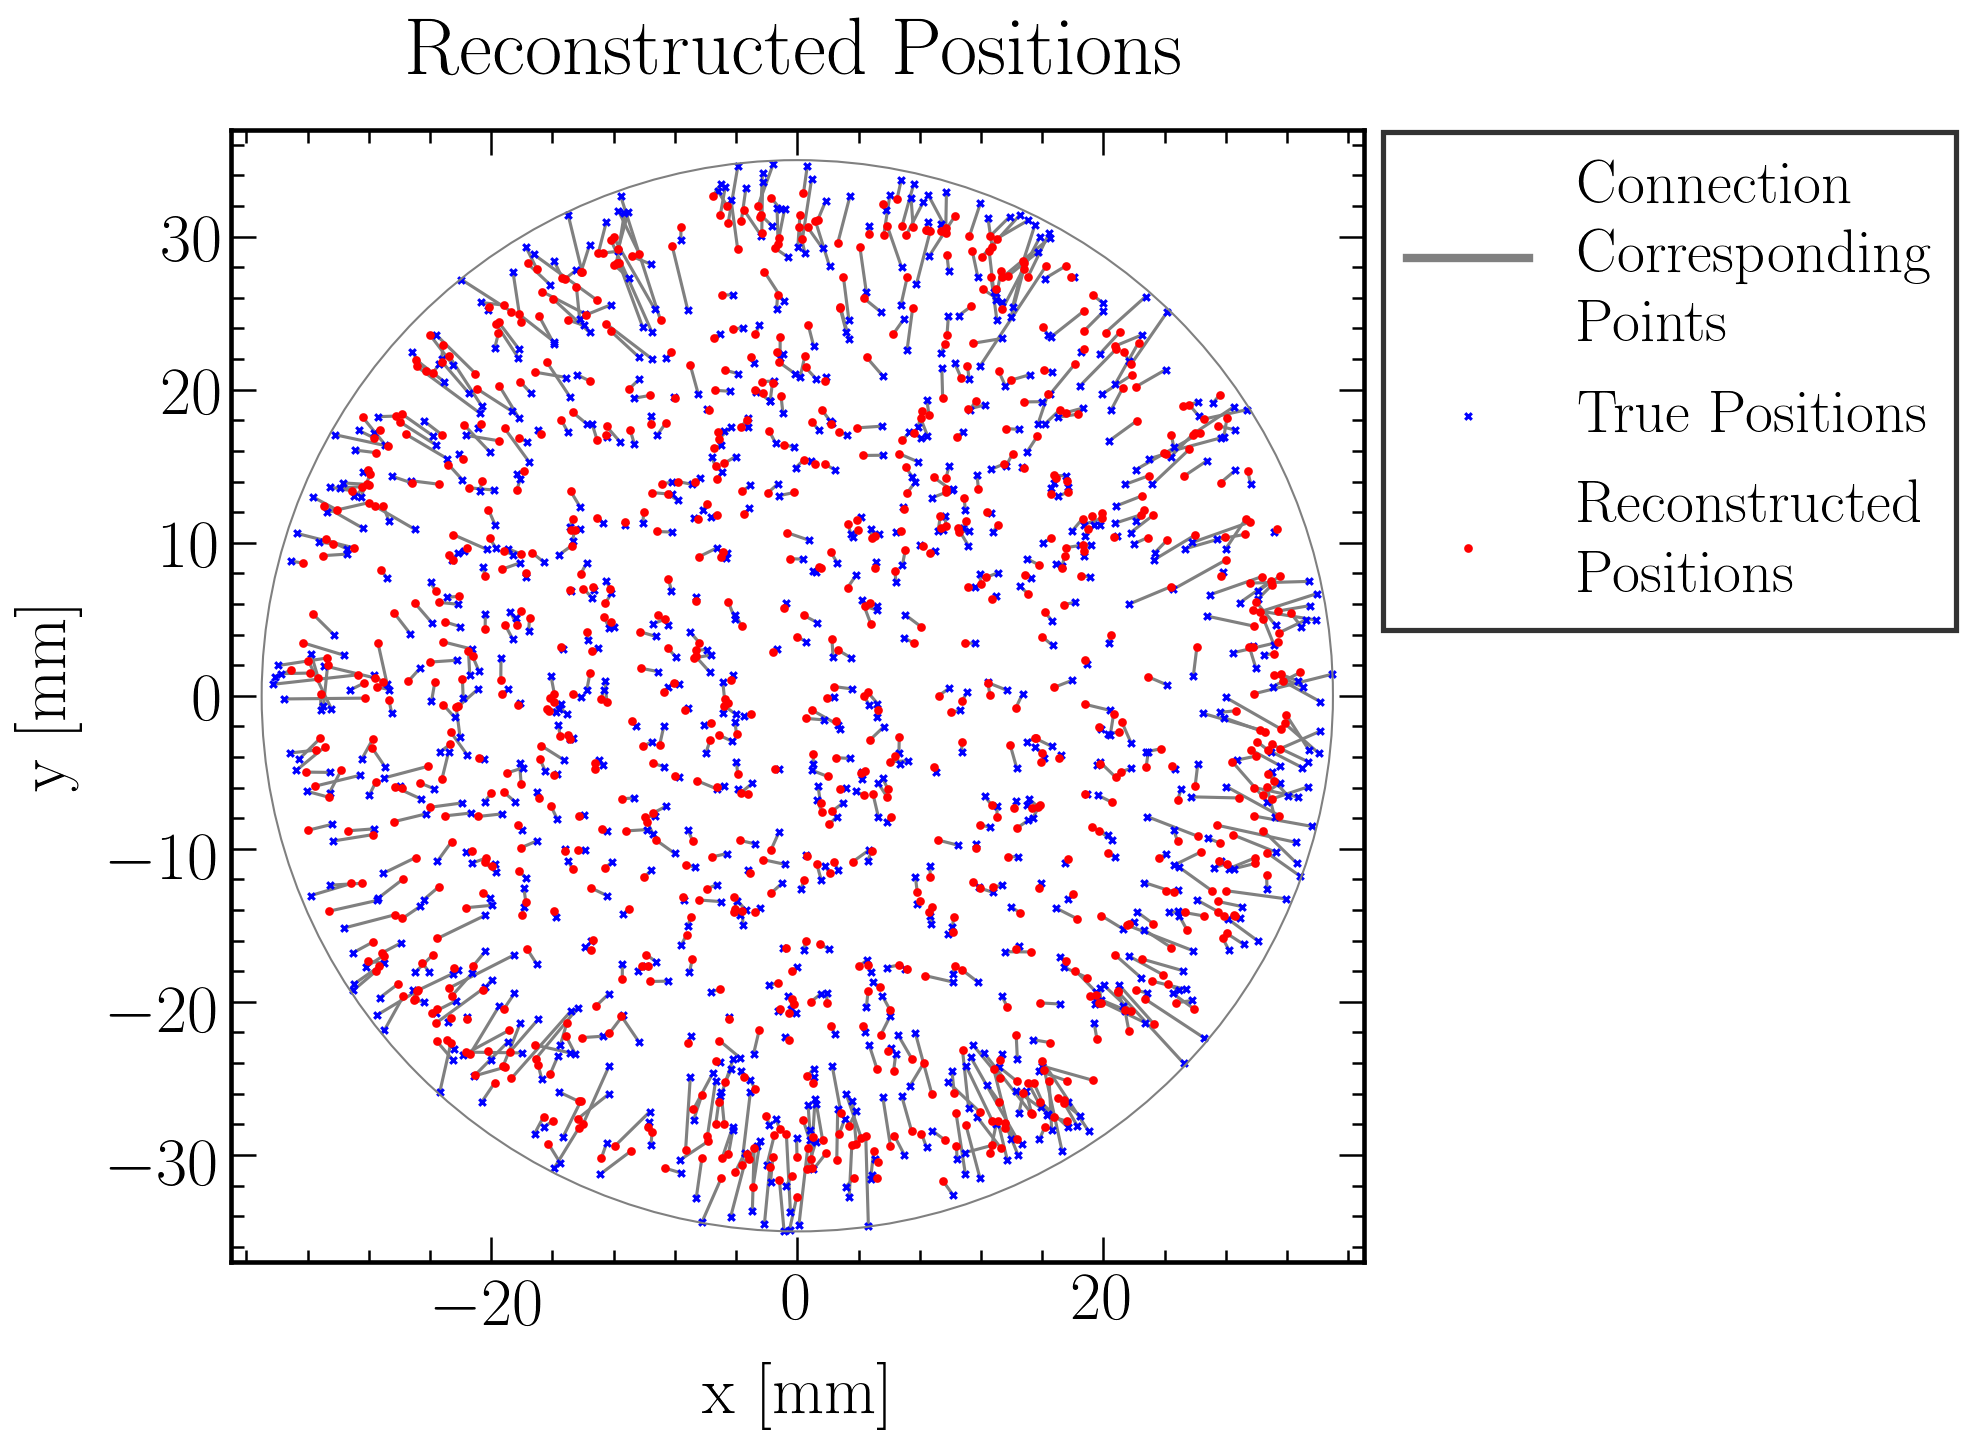 Reconstructed Positions
30
20
10
0
−10
−20
−30
y [mm]
−20
0
20
x [mm]
Connection
Corresponding
Points
True Positions
Reconstructed
Positions